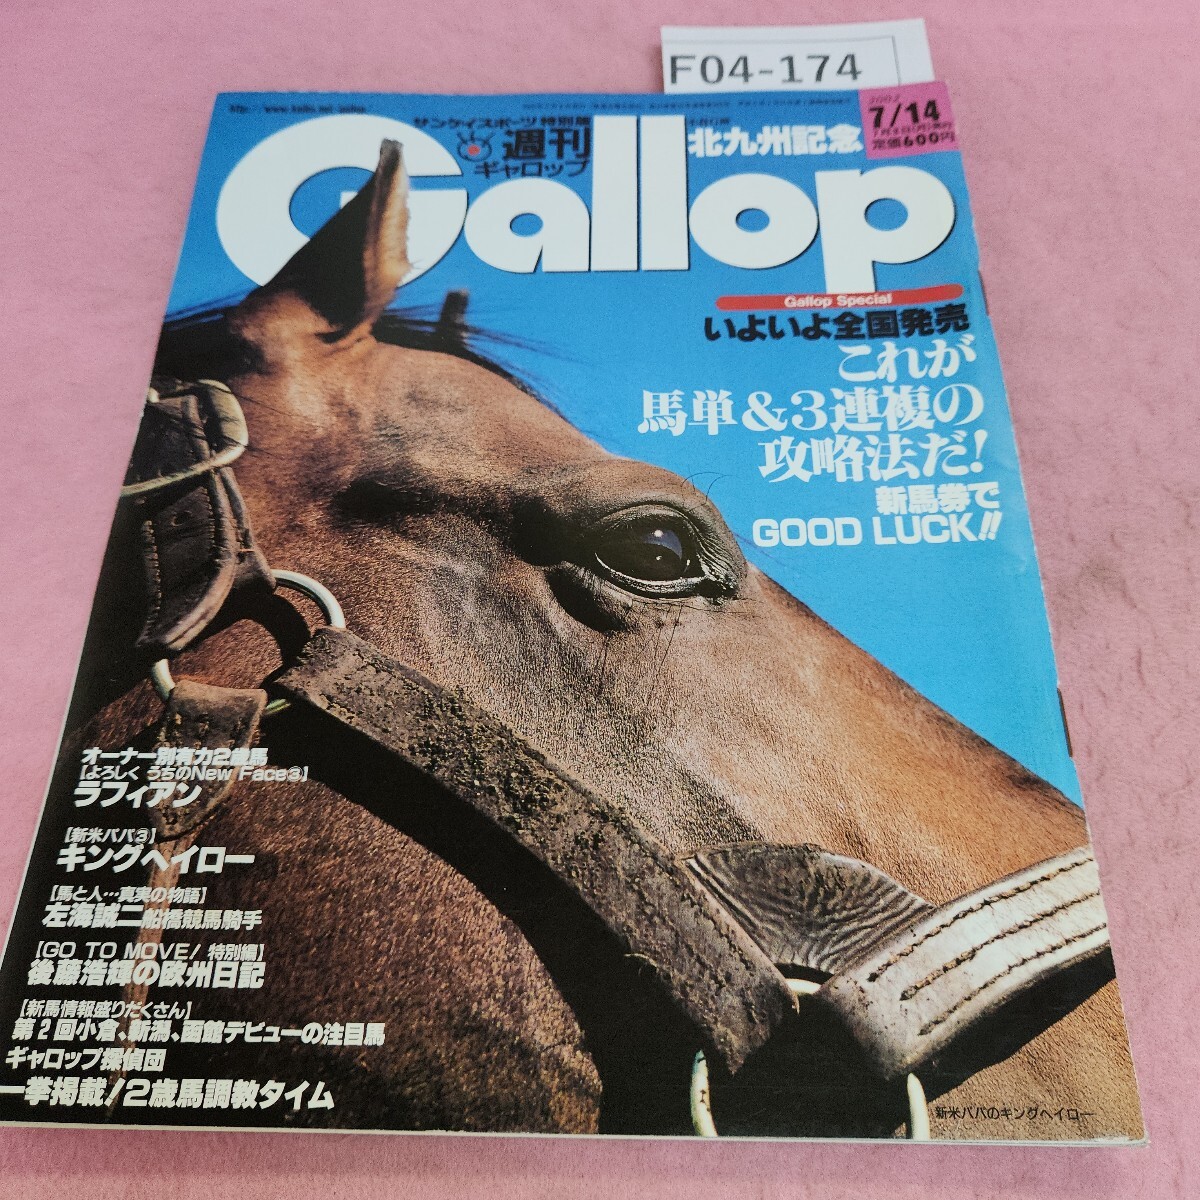 F04-174
サンケイスポーツ特別版
週刊
ギャロップ
Gallop
北九州記念
2002
7/14
7月8日(月)発行
定価600円
Gallop Special
いよいよ全国発売
これが
馬単&3連複の
攻略法だ!
新馬券で
GOOD LUCK!!
オーナー別有力2歳馬
【よろしく うちのNew Face③】
ラフィアン
【新米パパ③】
キングヘイロー
【馬と人…真実の物語】
左海誠二船橋競馬騎手
【GO TO MOVE! 特別編】
後藤浩輝の欧州日記
【新馬情報盛りだくさん】
第2回小倉、新潟、函館デビューの注目馬
ギャロップ探偵団
一挙掲載!2歳馬調教タイム
新米パパのキングヘイロー